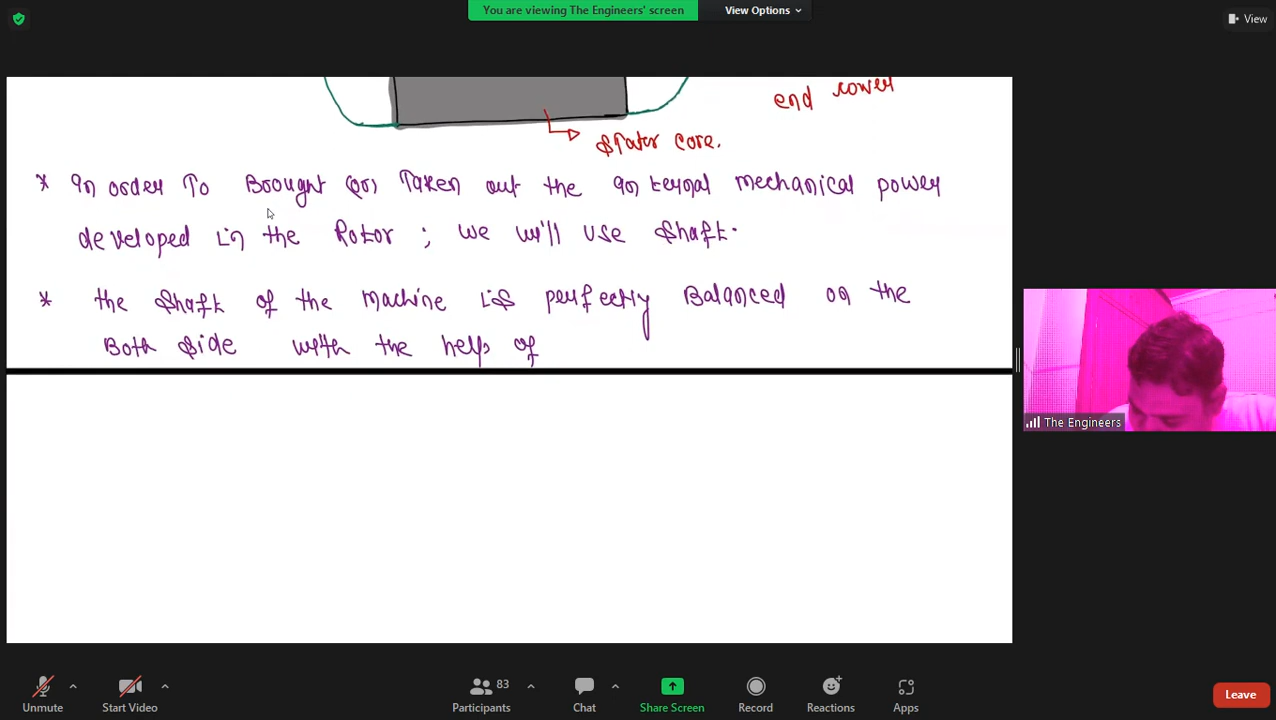 You are viewing The Engineers' screen
View Options
View
end cover
Stator core.
* In order To Brought (or) Taken out the Internal mechanical power
developed in the Rotor ; we will use shaft.
* the shaft of the machine is perfectly Balanced on the
Both side with the help of
The Engineers
Unmute
Start Video
83
Participants
Chat
Share Screen
Record
Reactions
Apps
Leave